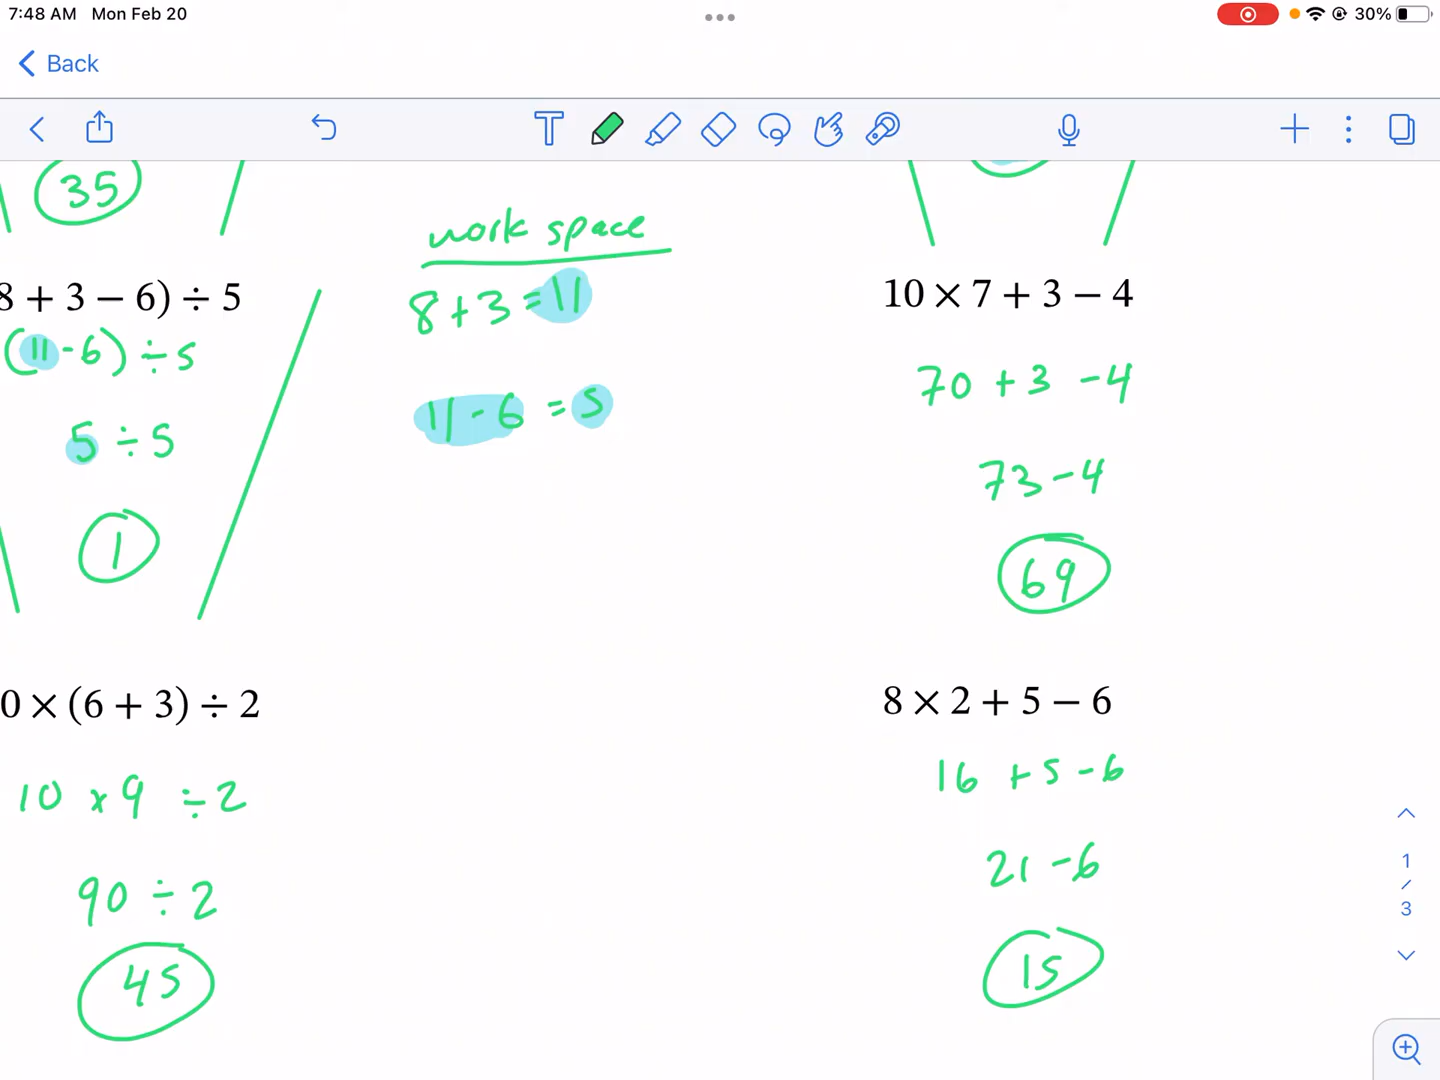 7:48 AM Mon Feb 20
30%
Back
T
35
work space
8 + 3 − 6) ÷ 5
(11 - 6) ÷ 5
5 ÷ 5
1
8 + 3 = 11
11 - 6 = 5
10 × 7 + 3 − 4
70 + 3 - 4
73 - 4
69
0 × (6 + 3) ÷ 2
10 × 9 ÷ 2
90 ÷ 2
45
8 × 2 + 5 − 6
16 + 5 - 6
21 - 6
15
1
/
3